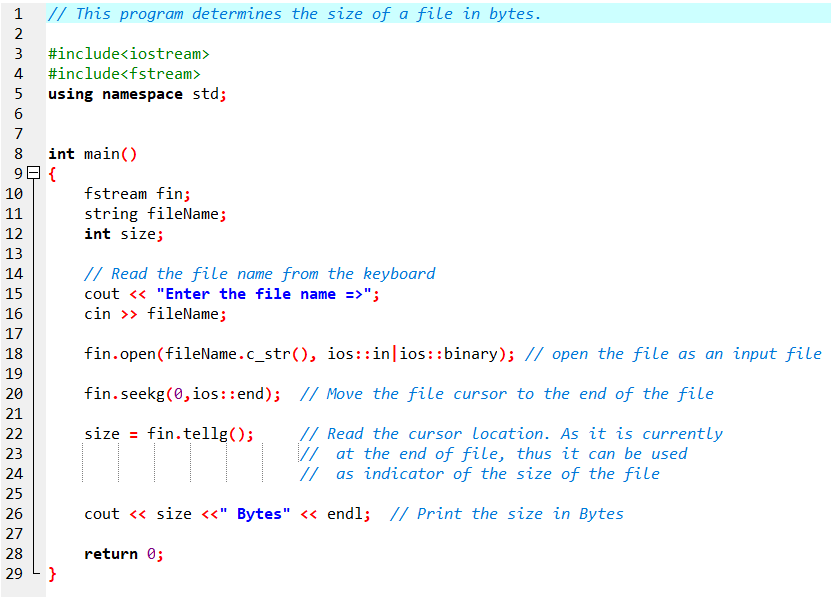 1 // This program determines the size of a file in bytes.
2
3 #include<iostream>
4 #include<fstream>
5 using namespace std;
6
7
8 int main()
9 {
10 fstream fin;
11 string fileName;
12 int size;
13
14 // Read the file name from the keyboard
15 cout << "Enter the file name =>";
16 cin >> fileName;
17
18 fin.open(fileName.c_str(), ios::in|ios::binary); // open the file as an input file
19
20 fin.seekg(0,ios::end); // Move the file cursor to the end of the file
21
22 size = fin.tellg(); // Read the cursor location. As it is currently
23 // at the end of file, thus it can be used
24 // as indicator of the size of the file
25
26 cout << size <<" Bytes" << endl; // Print the size in Bytes
27
28 return 0;
29 }